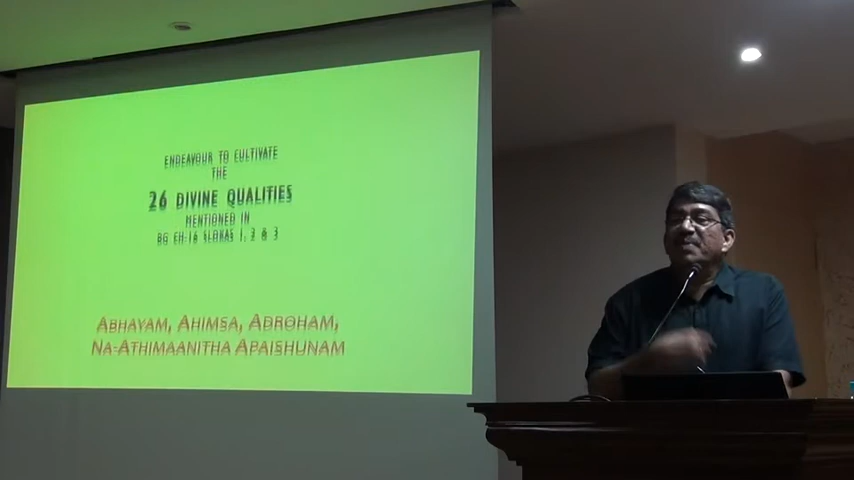 ENDEAVOUR TO CULTIVATE
THE
26 DIVINE QUALITIES
MENTIONED IN
BG CH-16 SLOKAS 1, 2 & 3
ABHAYAM, AHIMSA, ADROHAM,
NA-ATHIMAANITHA APAISHUNAM